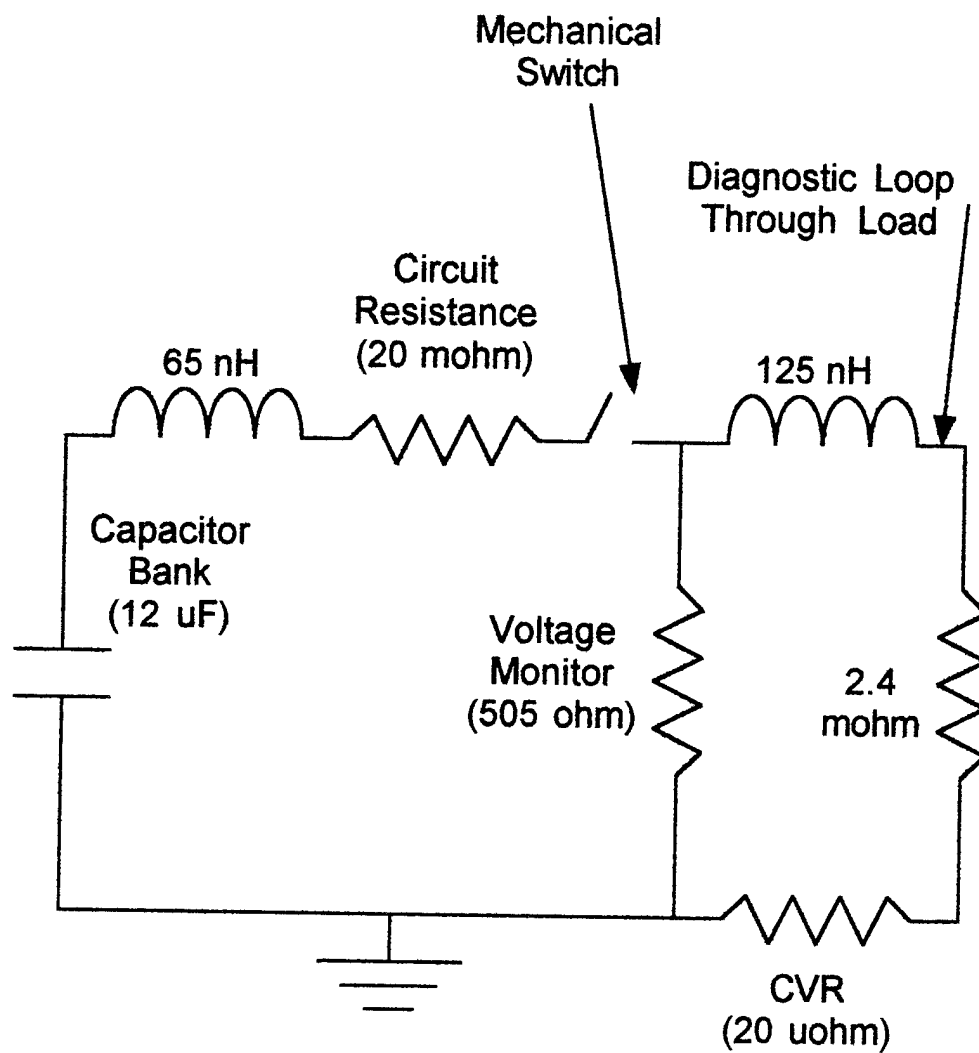 Mechanical
Switch
Diagnostic Loop
Through Load
Circuit
Resistance
(20 mohm)
65 nH
125 nH
Capacitor
Bank
(12 uF)
Voltage
Monitor
(505 ohm)
2.4
mohm
CVR
(20 uohm)